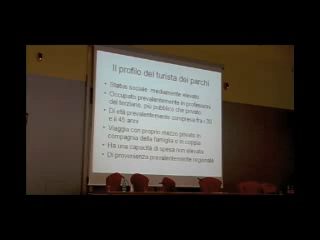 Il profilo del turista dei parchi
• Status sociale mediamente elevato
• Occupato prevalentemente in professioni
del terziario, più pubblico che privato
• Di età prevalentemente compresa fra i 30
e i 45 anni
• Viaggia con proprio mezzo privato in
compagnia della famiglia o in coppia
• Ha una capacità di spesa non elevata
• Di provenienza prevalentemente regionale